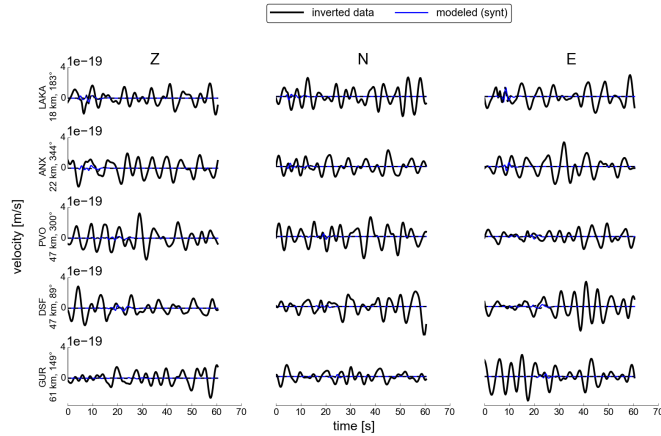 inverted data modeled (synt)
Z N E
velocity [m/s]
1e−19
4
0
LAKA
18 km, 183°
1e−19
4
0
ANX
22 km, 344°
1e−19
4
0
PVO
47 km, 300°
1e−19
4
0
DSF
47 km, 89°
1e−19
4
0
GUR
61 km, 149°
0 10 20 30 40 50 60 70 0 10 20 30 40 50 60 70 0 10 20 30 40 50 60 70
time [s]